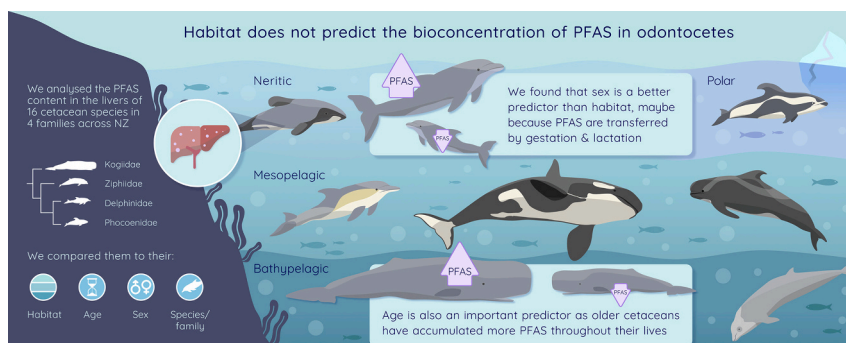 Habitat does not predict the bioconcentration of PFAS in odontocetes
We analysed the PFAS
content in the livers of
16 cetacean species in
4 families across NZ
Kogiidae
Ziphiidae
Delphinidae
Phocoenidae
We compared them to their:
Habitat
Age
Sex
Species/
family
Neritic
PFAS
PFAS
We found that sex is a better
predictor than habitat, maybe
because PFAS are transferred
by gestation & lactation
Polar
Mesopelagic
Bathypelagic
PFAS
PFAS
Age is also an important predictor as older cetaceans
have accumulated more PFAS throughout their lives